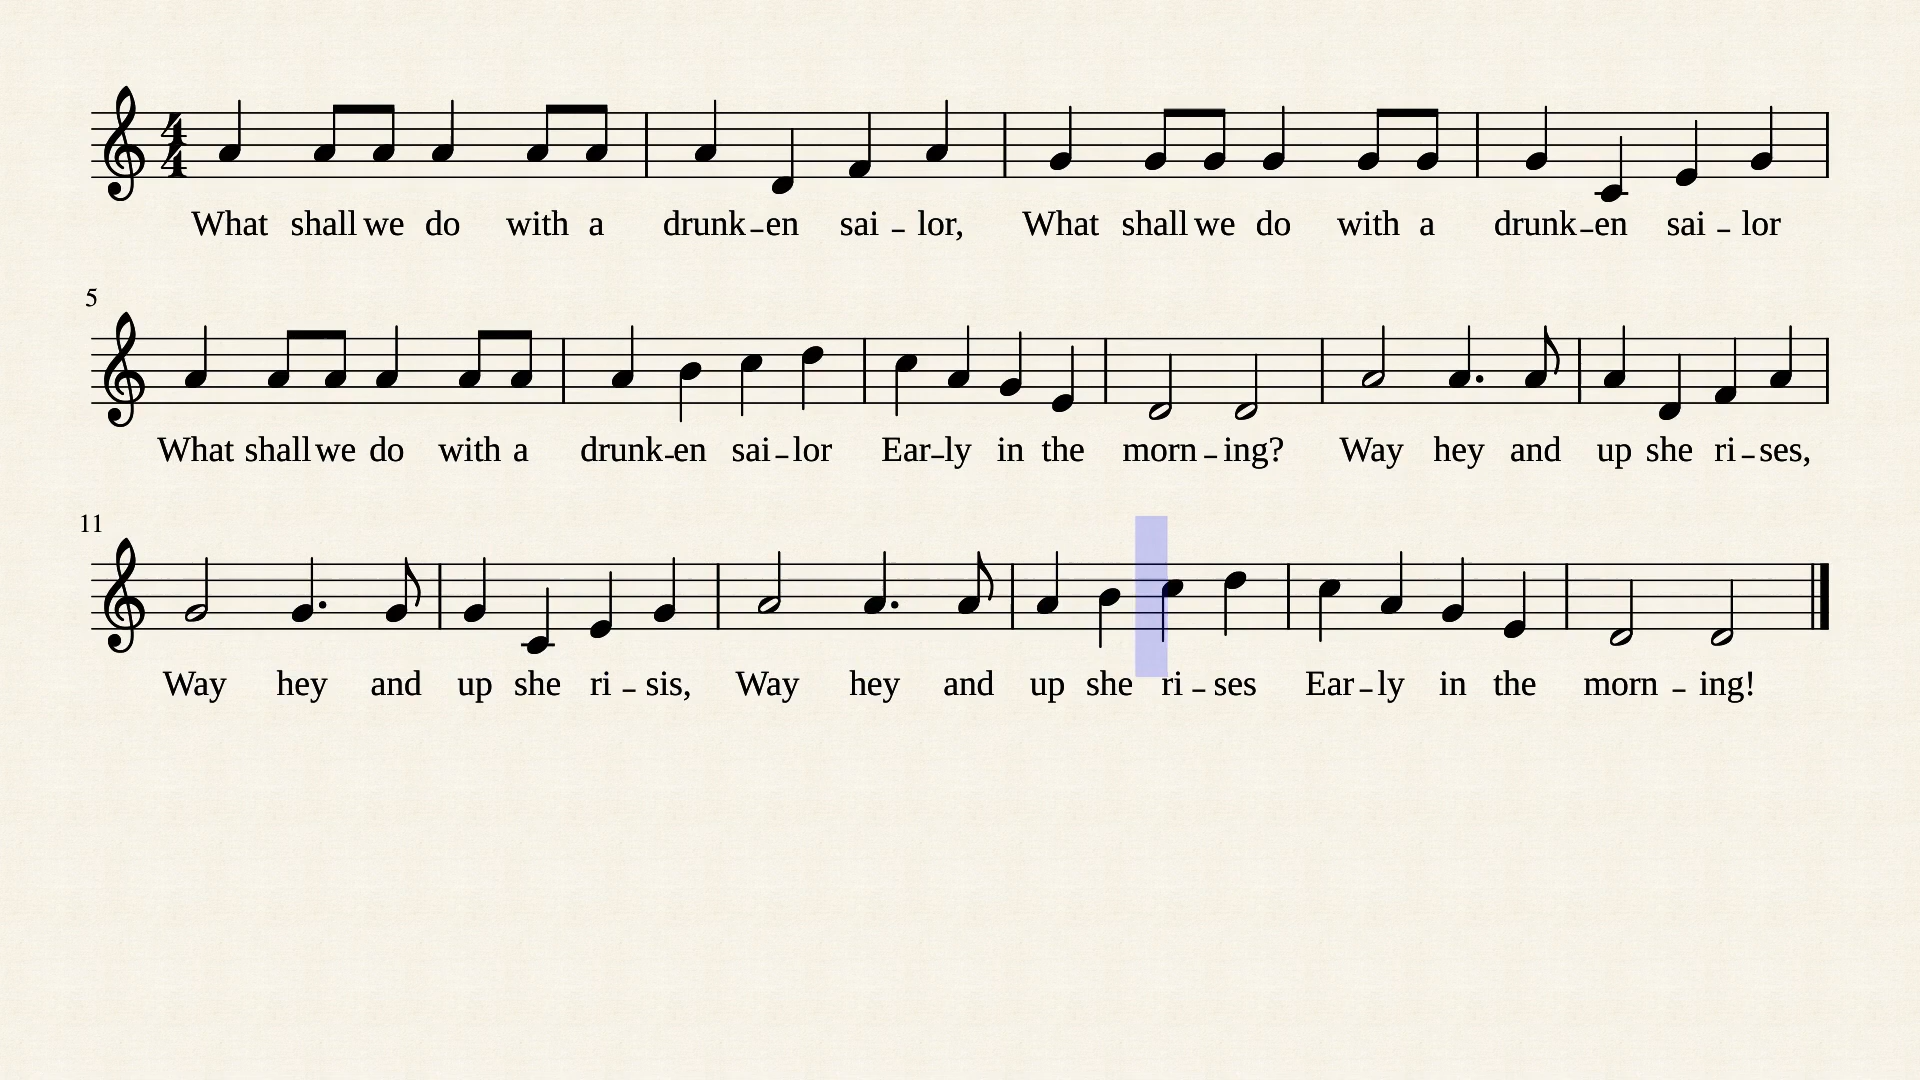 4
4
What shall we do with a drunk-en sai-lor, What shall we do with a drunk-en sai-lor
5
What shall we do with a drunk-en sai-lor Ear-ly in the morn-ing? Way hey and up she ri-ses,
11
Way hey and up she ri-sis, Way hey and up she ri-ses Ear-ly in the morn-ing!